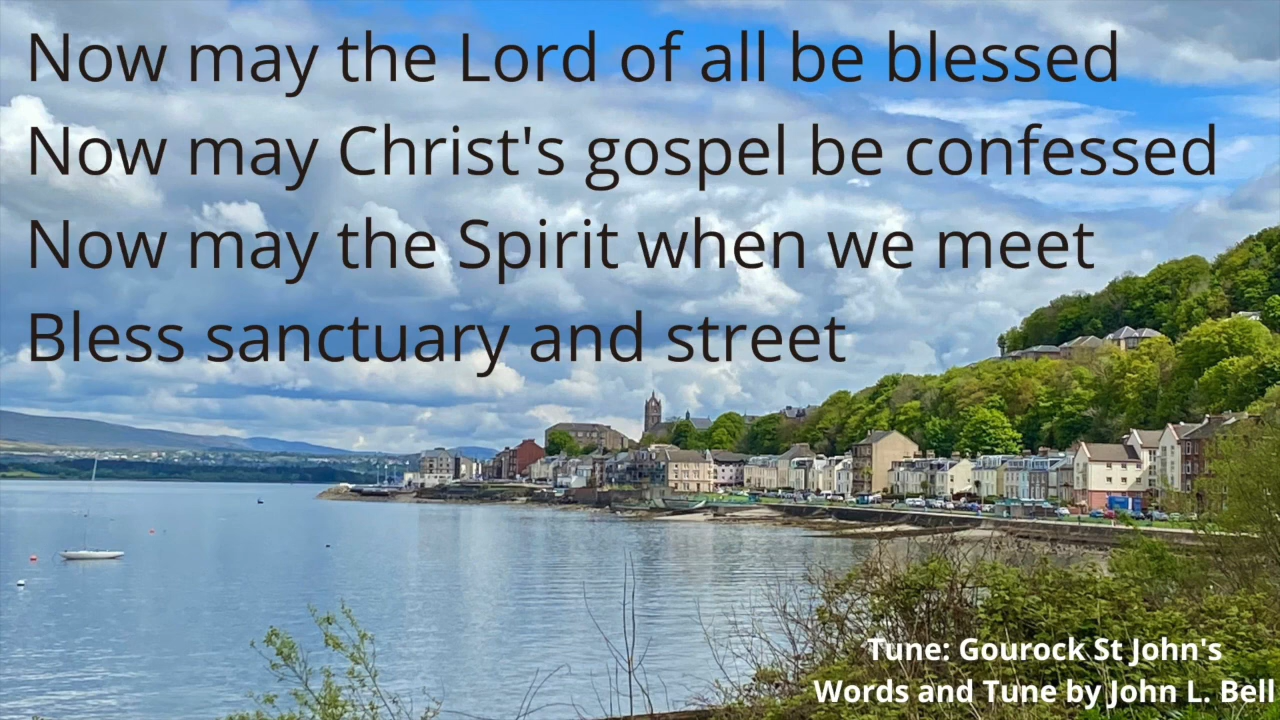 Now may the Lord of all be blessed
Now may Christ's gospel be confessed
Now may the Spirit when we meet
Bless sanctuary and street
Tune: Gourock St John's
Words and Tune by John L. Bell